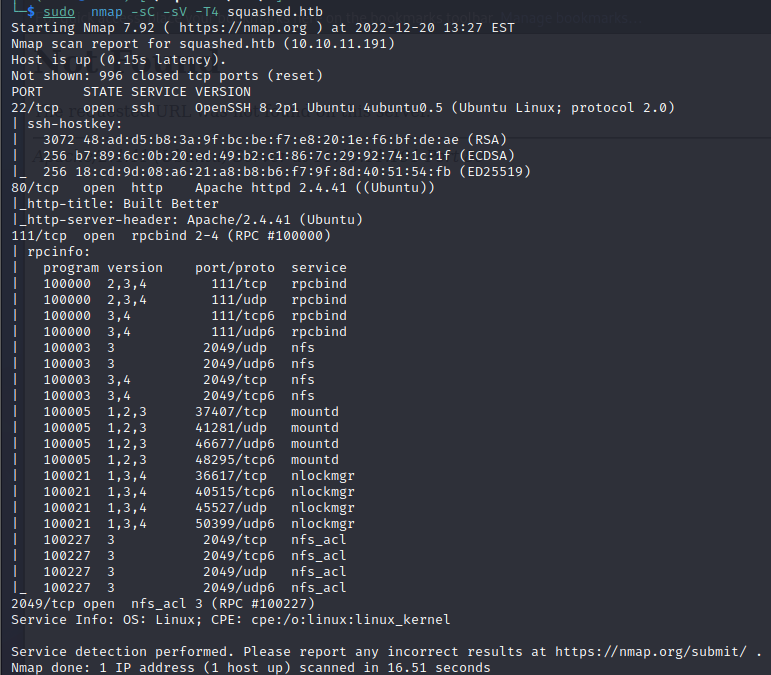 └─$ sudo nmap -sC -sV -T4 squashed.htb
Starting Nmap 7.92 ( https://nmap.org ) at 2022-12-20 13:27 EST
Nmap scan report for squashed.htb (10.10.11.191)
Host is up (0.15s latency).
Not shown: 996 closed tcp ports (reset)
PORT     STATE SERVICE VERSION
22/tcp   open  ssh     OpenSSH 8.2p1 Ubuntu 4ubuntu0.5 (Ubuntu Linux; protocol 2.0)
| ssh-hostkey:
|   3072 48:ad:d5:b8:3a:9f:bc:be:f7:e8:20:1e:f6:bf:de:ae (RSA)
|   256 b7:89:6c:0b:20:ed:49:b2:c1:86:7c:29:92:74:1c:1f (ECDSA)
|_  256 18:cd:9d:08:a6:21:a8:b8:b6:f7:9f:8d:40:51:54:fb (ED25519)
80/tcp   open  http    Apache httpd 2.4.41 ((Ubuntu))
|_http-title: Built Better
|_http-server-header: Apache/2.4.41 (Ubuntu)
111/tcp  open  rpcbind 2-4 (RPC #100000)
| rpcinfo:
|   program version    port/proto  service
|   100000  2,3,4        111/tcp   rpcbind
|   100000  2,3,4        111/udp   rpcbind
|   100000  3,4          111/tcp6  rpcbind
|   100000  3,4          111/udp6  rpcbind
|   100003  3           2049/udp   nfs
|   100003  3           2049/udp6  nfs
|   100003  3,4         2049/tcp   nfs
|   100003  3,4         2049/tcp6  nfs
|   100005  1,2,3      37407/tcp   mountd
|   100005  1,2,3      41281/udp   mountd
|   100005  1,2,3      46677/udp6  mountd
|   100005  1,2,3      48295/tcp6  mountd
|   100021  1,3,4      36617/tcp   nlockmgr
|   100021  1,3,4      40515/tcp6  nlockmgr
|   100021  1,3,4      45527/udp   nlockmgr
|   100021  1,3,4      50399/udp6  nlockmgr
|   100227  3           2049/tcp   nfs_acl
|   100227  3           2049/tcp6  nfs_acl
|   100227  3           2049/udp   nfs_acl
|_  100227  3           2049/udp6  nfs_acl
2049/tcp open  nfs_acl 3 (RPC #100227)
Service Info: OS: Linux; CPE: cpe:/o:linux:linux_kernel

Service detection performed. Please report any incorrect results at https://nmap.org/submit/ .
Nmap done: 1 IP address (1 host up) scanned in 16.51 seconds